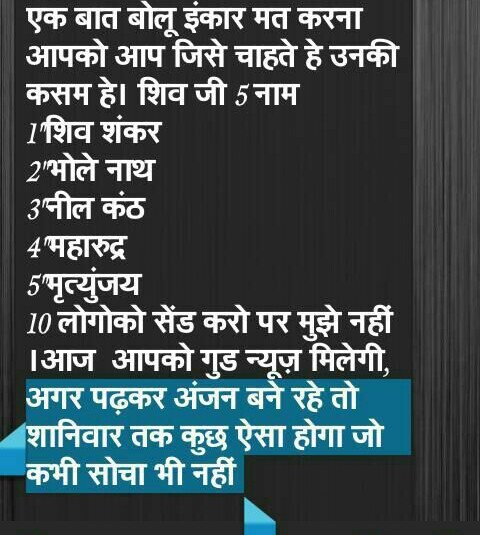 एक बात बोलू इंकार मत करना
आपको आप जिसे चाहते हे उनकी
कसम हे। शिव जी 5 नाम
1"शिव शंकर
2"भोले नाथ
3"नील कंठ
4"महारुद्र
5"मृत्युंजय
10 लोगोको सेंड करो पर मुझे नहीं
।आज आपको गुड न्यूज़ मिलेगी,
अगर पढ़कर अंजन बने रहे तो
शानिवार तक कुछ ऐसा होगा जो
कभी सोचा भी नहीं